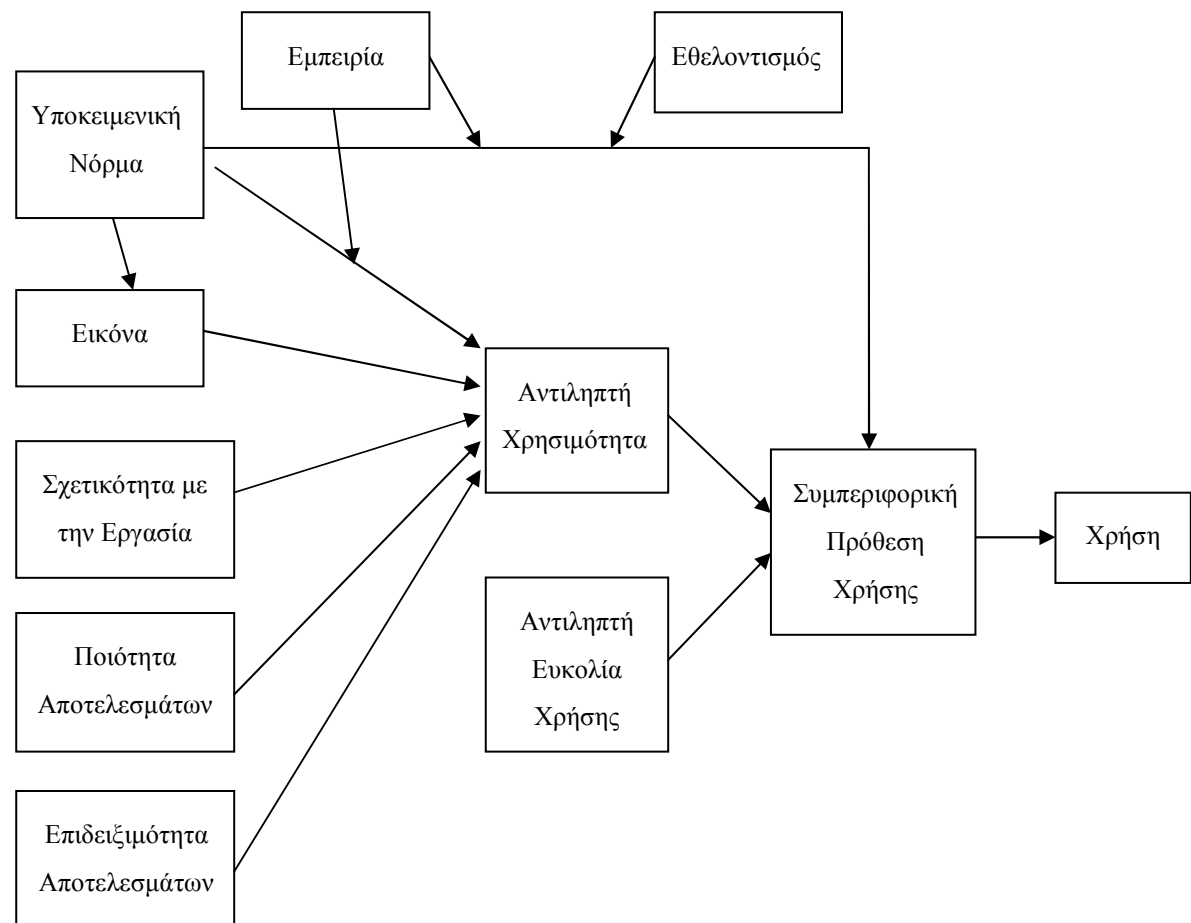 Εμπειρία
Εθελοντισμός
Υποκειμενική
Νόρμα
Εικόνα
Αντιληπτή
Χρησιμότητα
Σχετικότητα με
την Εργασία
Συμπεριφορική
Πρόθεση
Χρήσης
Χρήση
Αντιληπτή
Ευκολία
Χρήσης
Ποιότητα
Αποτελεσμάτων
Επιδειξιμότητα
Αποτελεσμάτων